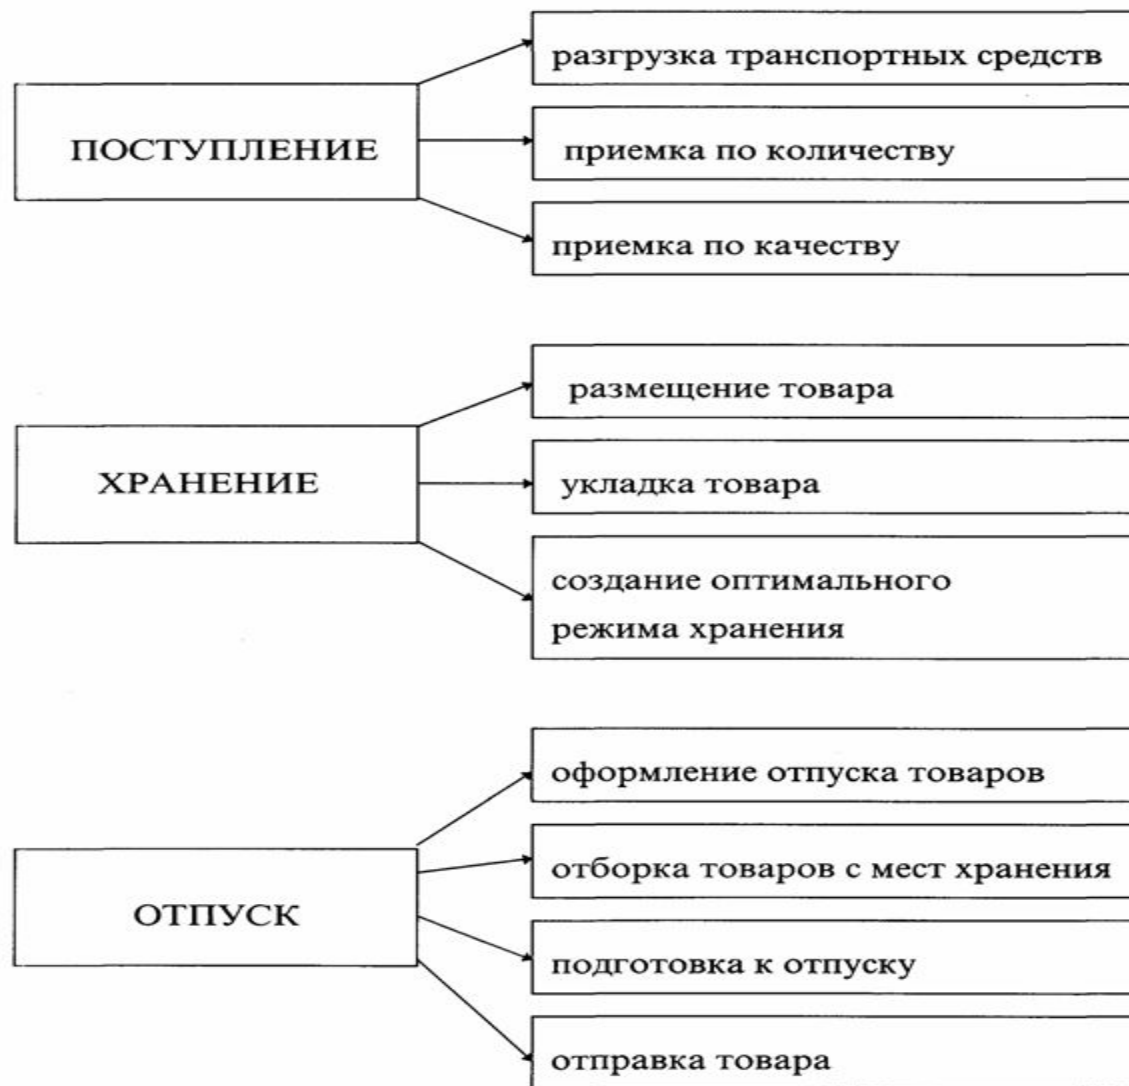 ПОСТУПЛЕНИЕ
разгрузка транспортных средств
приемка по количеству
приемка по качеству
ХРАНЕНИЕ
размещение товара
укладка товара
создание оптимального
режима хранения
ОТПУСК
оформление отпуска товаров
отборка товаров с мест хранения
подготовка к отпуску
отправка товара